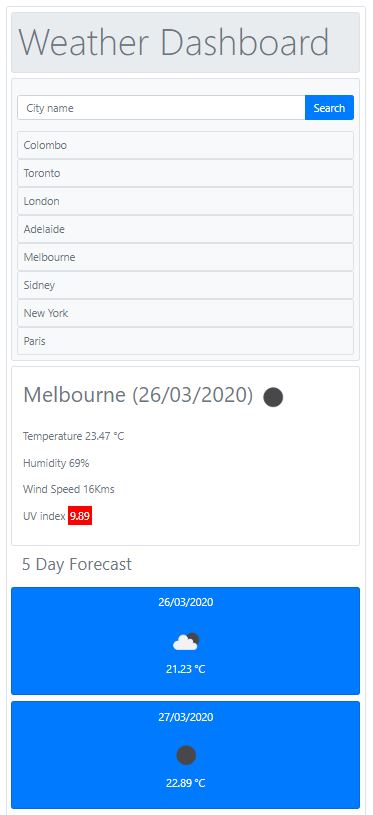 Weather Dashboard
City name
Search
Colombo
Toronto
London
Adelaide
Melbourne
Sidney
New York
Paris
Melbourne (26/03/2020)
Temperature 23.47 °C
Humidity 69%
Wind Speed 16Kms
UV index 9.89
5 Day Forecast
26/03/2020
21.23 °C
27/03/2020
22.89 °C